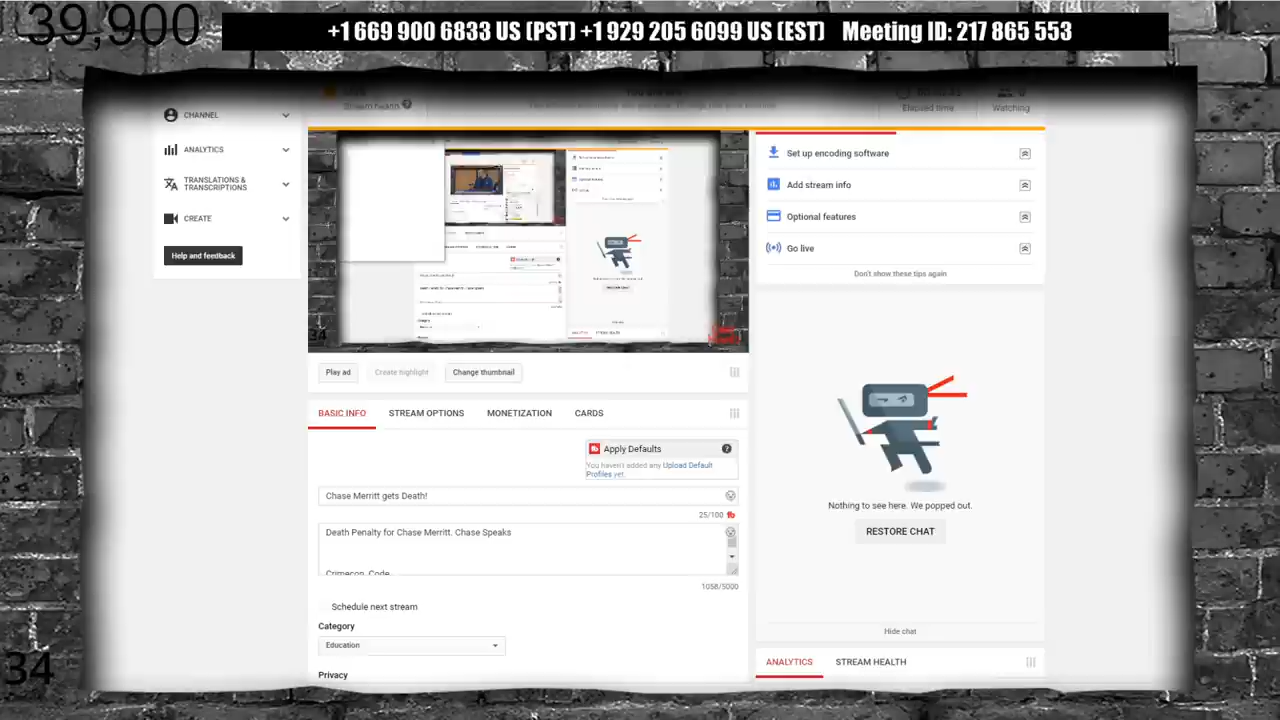 39,900
+1 669 900 6833 US (PST) +1 929 205 6099 US (EST) Meeting ID: 217 865 553
Stream health
Elapsed time
Watching
CHANNEL
ANALYTICS
TRANSLATIONS &
TRANSCRIPTIONS
CREATE
Help and feedback
Set up encoding software
Add stream info
Optional features
Go live
Don't show these tips again
34
Play ad
Create highlight
Change thumbnail
BASIC INFO
STREAM OPTIONS
MONETIZATION
CARDS
Apply Defaults
You haven't added any Upload Default
Profiles yet.
Chase Merritt gets Death!
25/100
Death Penalty for Chase Merritt. Chase Speaks
Crimecon Code
1058/5000
Schedule next stream
Category
Education
Privacy
Nothing to see here. We popped out.
RESTORE CHAT
Hide chat
ANALYTICS
STREAM HEALTH
34